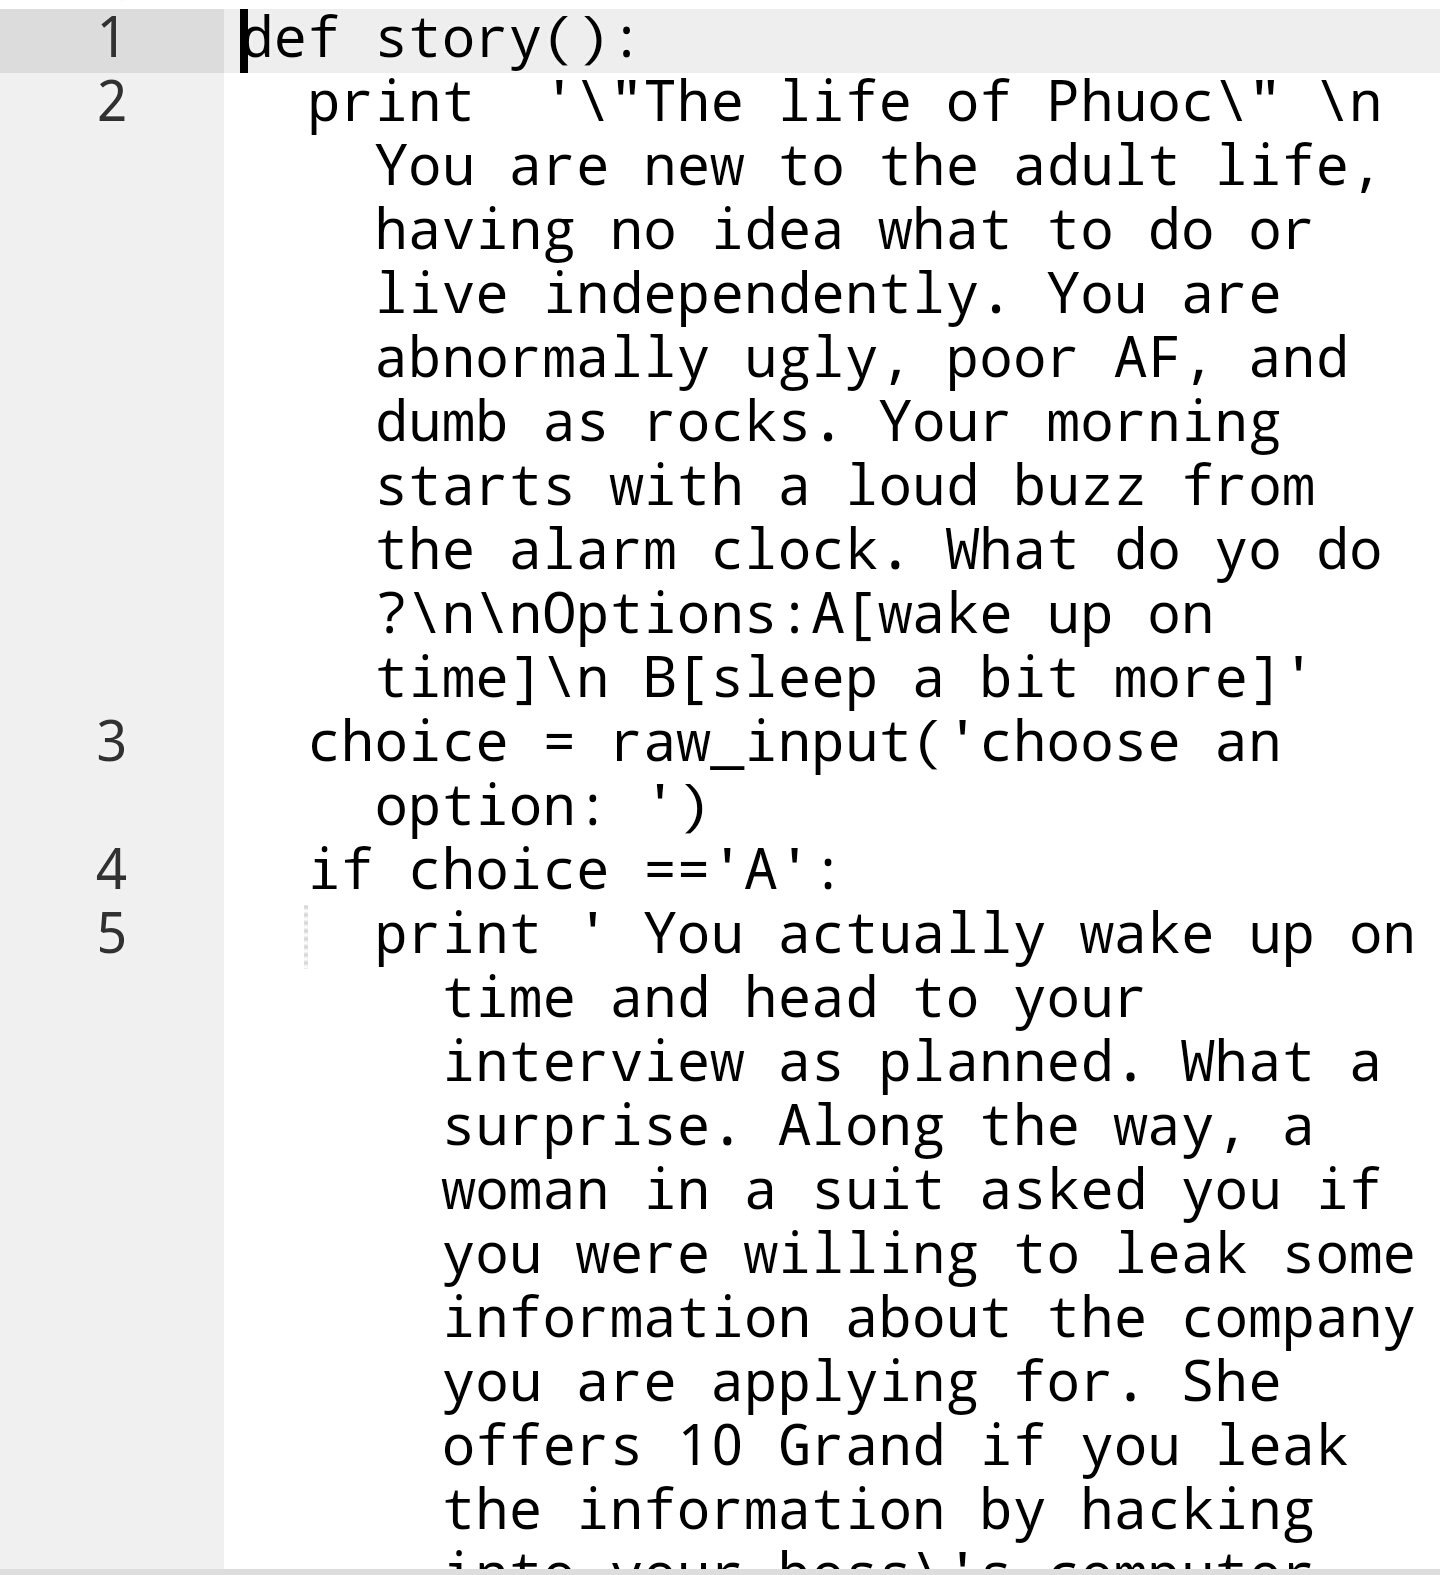 1 def story():
2 print  '\"The life of Phuoc\" \n
You are new to the adult life,
having no idea what to do or
live independently. You are
abnormally ugly, poor AF, and
dumb as rocks. Your morning
starts with a loud buzz from
the alarm clock. What do yo do
?\n\nOptions:A[wake up on
time]\n B[sleep a bit more]'
3 choice = raw_input('choose an
option: ')
4 if choice =='A':
5 print ' You actually wake up on
time and head to your
interview as planned. What a
surprise. Along the way, a
woman in a suit asked you if
you were willing to leak some
information about the company
you are applying for. She
offers 10 Grand if you leak
the information by hacking
into your boss\'s computer